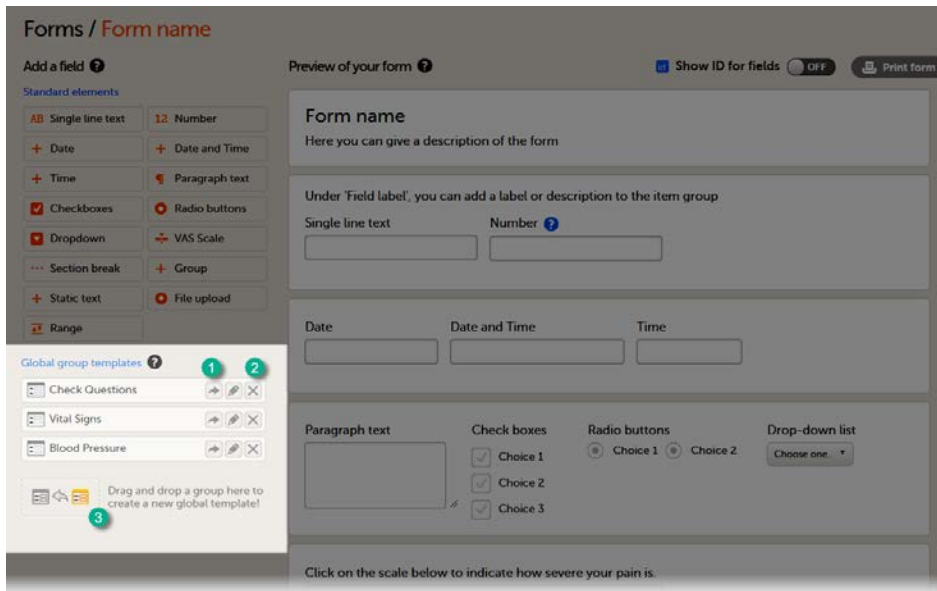 Forms / Form name
Add a field ?
Preview of your form ?
Show ID for fields OFF
Print form
Standard elements
AB Single line text
12 Number
Date
Date and Time
Time
Paragraph text
Checkboxes
Radio buttons
Dropdown
VAS Scale
Section break
Group
Static text
File upload
Range
Global group templates ?
1 2
Check Questions
Vital Signs
Blood Pressure
Drag and drop a group here to
create a new global template!
3
Form name
Here you can give a description of the form
Under 'Field label', you can add a label or description to the item group
Single line text
Number ?
Date
Date and Time
Time
Paragraph text
Check boxes
Choice 1
Choice 2
Choice 3
Radio buttons
Choice 1 Choice 2
Drop-down list
Choose one.
Click on the scale below to indicate how severe your pain is.